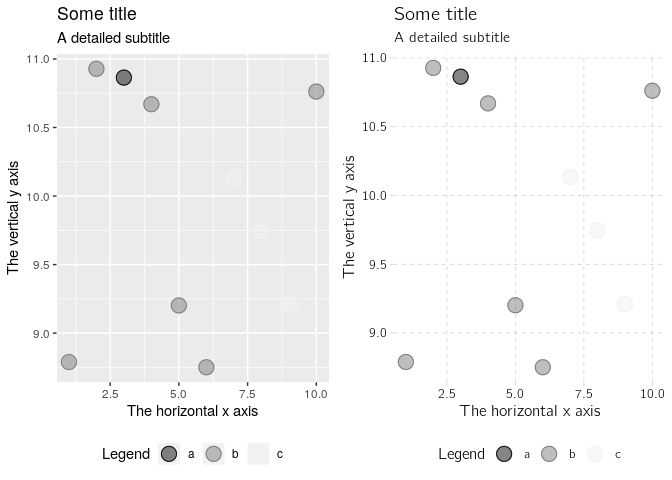 Some title
A detailed subtitle
11.0
10.5
10.0
9.5
9.0
The vertical y axis
2.5 5.0 7.5 10.0
The horizontal x axis
Legend a b c
Some title
A detailed subtitle
11.0
10.5
10.0
9.5
9.0
The vertical y axis
2.5 5.0 7.5 10.0
The horizontal x axis
Legend a b c